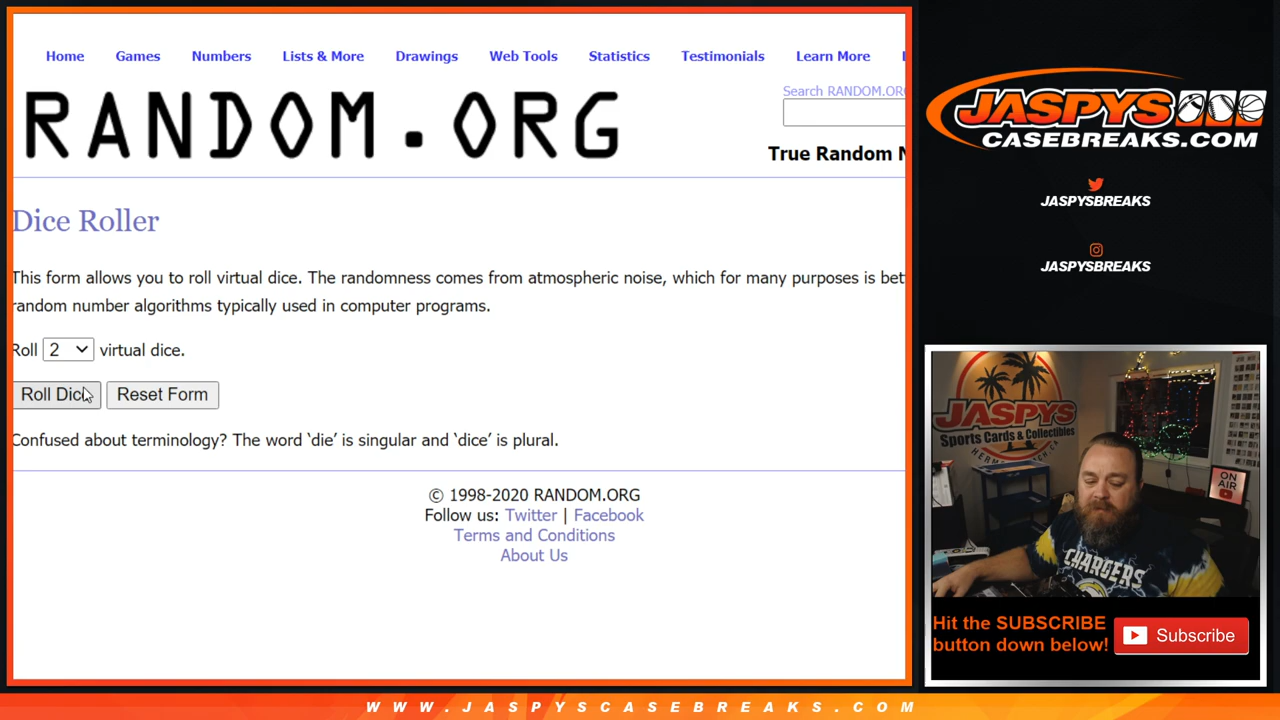 Home Games Numbers Lists & More Drawings Web Tools Statistics Testimonials Learn More
RANDOM.ORG
Search RANDOM.ORG
True Random N
Dice Roller
This form allows you to roll virtual dice. The randomness comes from atmospheric noise, which for many purposes is bet
random number algorithms typically used in computer programs.
Roll 2 virtual dice.
Roll Dice Reset Form
Confused about terminology? The word ‘die’ is singular and ‘dice’ is plural.
© 1998-2020 RANDOM.ORG
Follow us: Twitter | Facebook
Terms and Conditions
About Us
JASPYS
CASEBREAKS.COM
JASPYSBREAKS
JASPYSBREAKS
JASPYS
Sports Cards & Collectibles
ON
AIR
CHARGERS
Hit the SUBSCRIBE
button down below!
Subscribe
WWW.JASPYSCASEBREAKS.COM